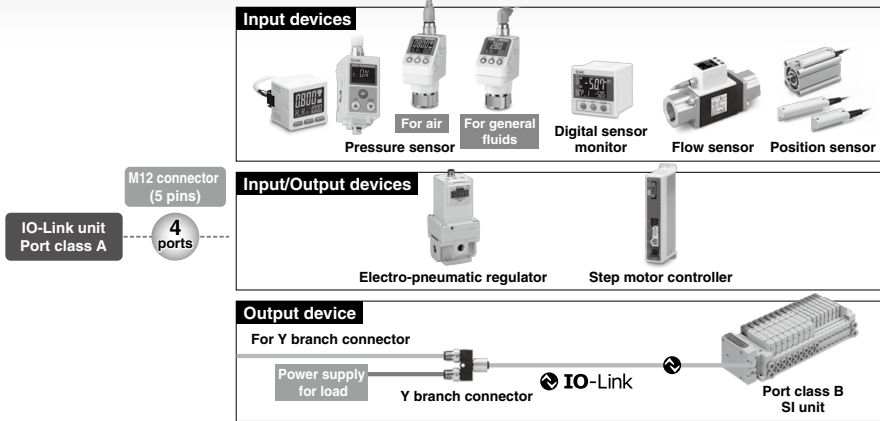 Input devices
For air
For general
fluids
Pressure sensor
Digital sensor
monitor
Flow sensor
Position sensor
M12 connector
(5 pins)
IO-Link unit
Port class A
4
ports
Input/Output devices
Electro-pneumatic regulator
Step motor controller
Output device
For Y branch connector
Power supply
for load
Y branch connector
IO-Link
Port class B
SI unit